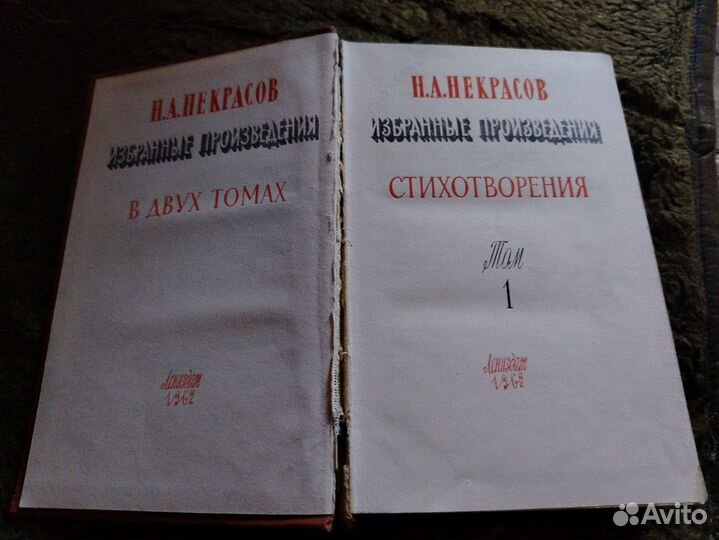 Н.А.НЕКРАСОВ
ИЗБРАННЫЕ ПРОИЗВЕДЕНИЯ
В ДВУХ ТОМАХ
Лениздат
1962
Н.А.НЕКРАСОВ
ИЗБРАННЫЕ ПРОИЗВЕДЕНИЯ
СТИХОТВОРЕНИЯ
Том
1
Лениздат
1962
Avito